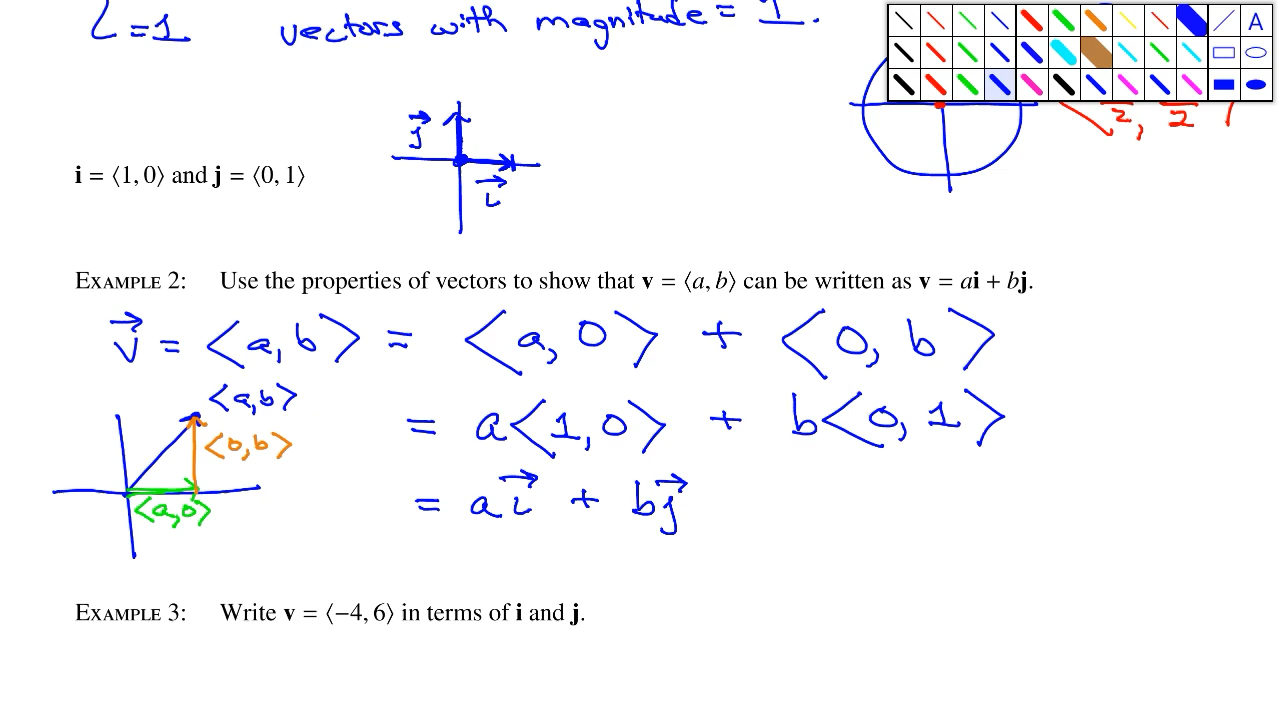 L=1 vectors with magnitude = 1.
A
2, 2
j
i = ⟨1, 0⟩ and j = ⟨0, 1⟩
i
EXAMPLE 2: Use the properties of vectors to show that v = ⟨a, b⟩ can be written as v = ai + bj.
v = <a, b> = <a, 0> + <0, b>
<a,b>
= a<1, 0> + b<0, 1>
<0, b>
= ai + bj
<a,0>
EXAMPLE 3: Write v = ⟨−4, 6⟩ in terms of i and j.